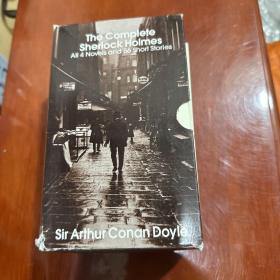 The Complete
Sherlock Holmes
All 4 Novels and 56 Short Stories
Sir Arthur Conan Doyle